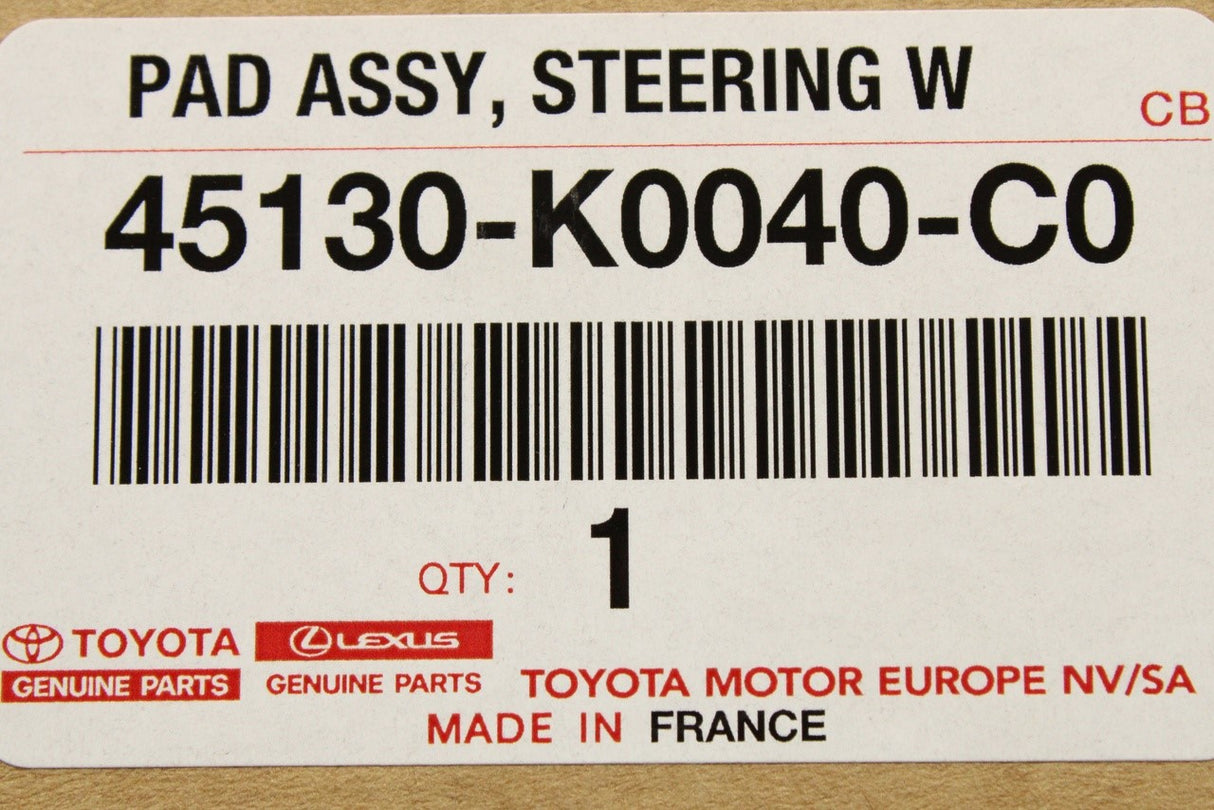 PAD ASSY, STEERING W
CB
45130-K0040-C0
QTY: 1
TOYOTA
GENUINE PARTS
LEXUS
GENUINE PARTS
TOYOTA MOTOR EUROPE NV/SA
MADE IN FRANCE